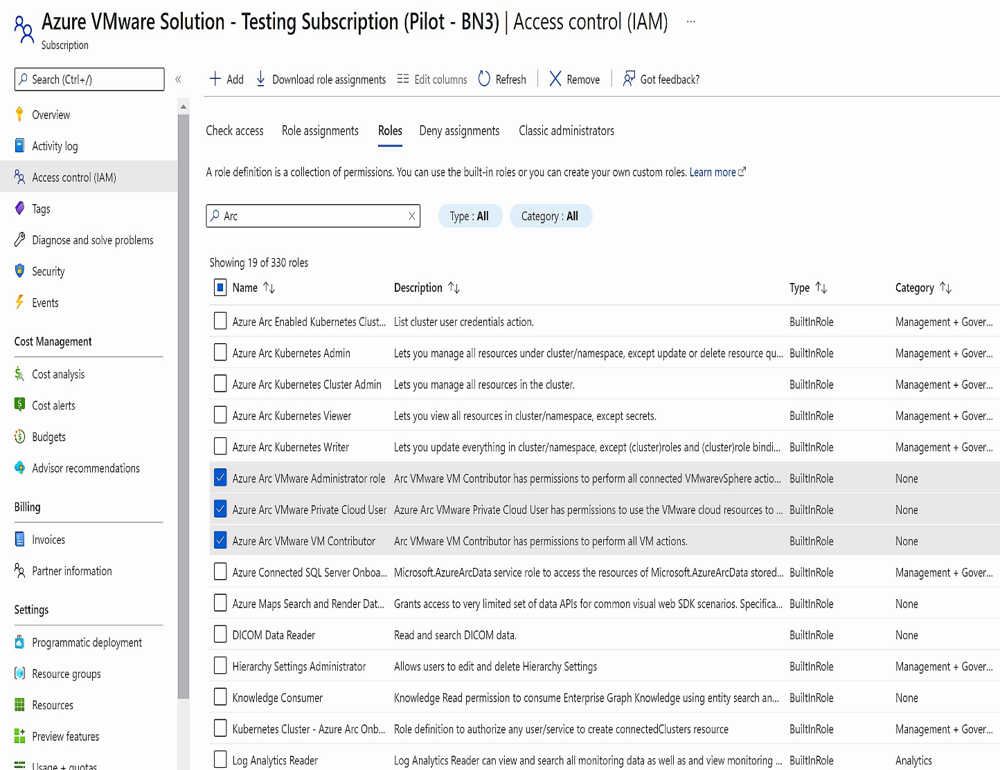 Azure VMware Solution - Testing Subscription (Pilot - BN3) | Access control (IAM) ...
Subscription
Search (Ctrl+/)
«
Overview
Activity log
Access control (IAM)
Tags
Diagnose and solve problems
Security
Events
Cost Management
Cost analysis
Cost alerts
Budgets
Advisor recommendations
Billing
Invoices
Partner information
Settings
Programmatic deployment
Resource groups
Resources
Preview features
Usage + quotas
Add Download role assignments Edit columns Refresh Remove Got feedback?
Check access Role assignments Roles Deny assignments Classic administrators
A role definition is a collection of permissions. You can use the built-in roles or you can create your own custom roles. Learn more
Arc Type : All Category : All
Showing 19 of 330 roles
Name Description Type Category
Azure Arc Enabled Kubernetes Clust... List cluster user credentials action. BuiltInRole Management + Gover...
Azure Arc Kubernetes Admin Lets you manage all resources under cluster/namespace, except update or delete resource qu... BuiltInRole Management + Gover...
Azure Arc Kubernetes Cluster Admin Lets you manage all resources in the cluster. BuiltInRole Management + Gover...
Azure Arc Kubernetes Viewer Lets you view all resources in cluster/namespace, except secrets. BuiltInRole Management + Gover...
Azure Arc Kubernetes Writer Lets you update everything in cluster/namespace, except (cluster)roles and (cluster)role bindi... BuiltInRole Management + Gover...
Azure Arc VMware Administrator role Arc VMware VM Contributor has permissions to perform all connected VMwarevSphere actio... BuiltInRole None
Azure Arc VMware Private Cloud User Azure Arc VMware Private Cloud User has permissions to use the VMware cloud resources to ... BuiltInRole None
Azure Arc VMware VM Contributor Arc VMware VM Contributor has permissions to perform all VM actions. BuiltInRole None
Azure Connected SQL Server Onboa... Microsoft.AzureArcData service role to access the resources of Microsoft.AzureArcData stored... BuiltInRole Management + Gover...
Azure Maps Search and Render Dat... Grants access to very limited set of data APIs for common visual web SDK scenarios. Specifica... BuiltInRole None
DICOM Data Reader Read and search DICOM data. BuiltInRole None
Hierarchy Settings Administrator Allows users to edit and delete Hierarchy Settings BuiltInRole Management + Gover...
Knowledge Consumer Knowledge Read permission to consume Enterprise Graph Knowledge using entity search an... BuiltInRole None
Kubernetes Cluster - Azure Arc Onb... Role definition to authorize any user/service to create connectedClusters resource BuiltInRole Management + Gover...
Log Analytics Reader Log Analytics Reader can view and search all monitoring data as well as and view monitoring ... BuiltInRole Analytics